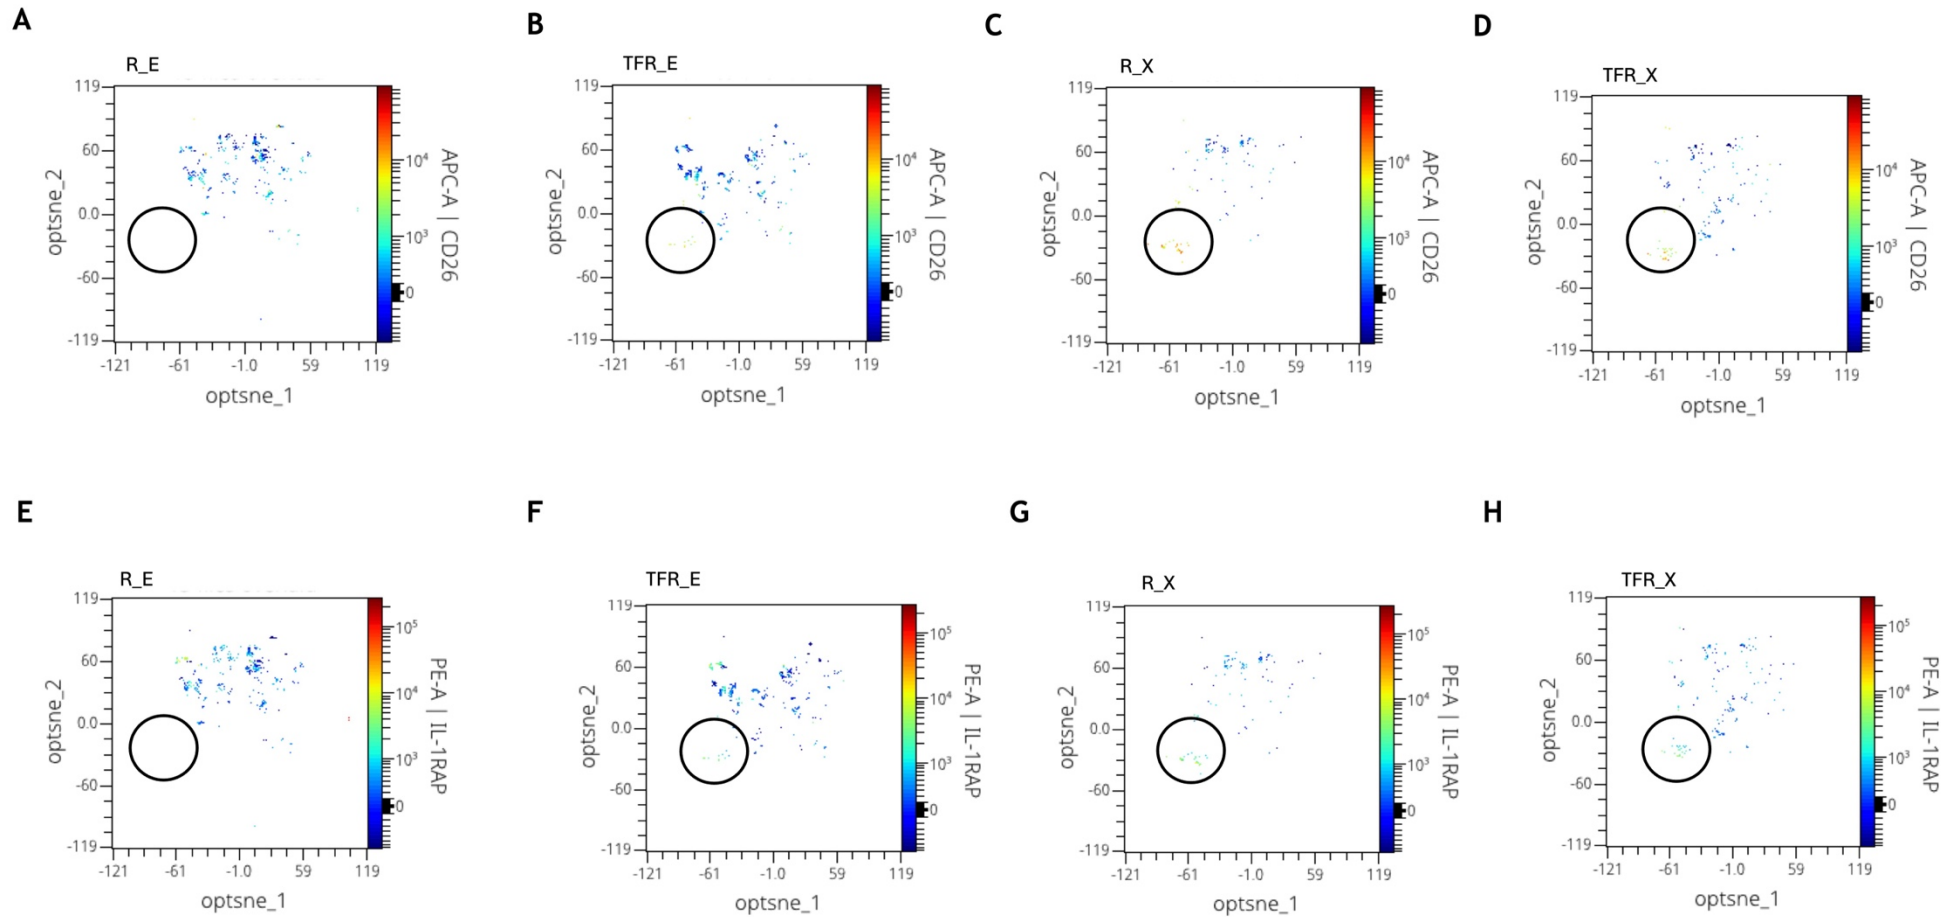 A
B
C
D
R_E
119
60
0.0
-60
-119
-121
-61
-1.0
59
119
optsne_2
optsne_1
10⁴
10³
0
APC-A | CD26
TFR_E
119
60
0.0
-60
-119
-121
-61
-1.0
59
119
optsne_2
optsne_1
10⁴
10³
0
APC-A | CD26
R_X
119
60
0.0
-60
-119
-121
-61
-1.0
59
119
optsne_2
optsne_1
10⁴
10³
0
APC-A | CD26
TFR_X
119
60
0.0
-60
-119
-121
-61
-1.0
59
119
optsne_2
optsne_1
10⁴
10³
0
APC-A | CD26
E
F
G
H
R_E
119
60
0.0
-60
-119
-121
-61
-1.0
59
119
optsne_2
optsne_1
10⁵
10⁴
10³
0
PE-A | IL-1RAP
TFR_E
119
60
0.0
-60
-119
-121
-61
-1.0
59
119
optsne_2
optsne_1
10⁵
10⁴
10³
0
PE-A | IL-1RAP
R_X
119
60
0.0
-60
-119
-121
-61
-1.0
59
119
optsne_2
optsne_1
10⁵
10⁴
10³
0
PE-A | IL-1RAP
TFR_X
119
60
0.0
-60
-119
-121
-61
-1.0
59
119
optsne_2
optsne_1
10⁵
10⁴
10³
0
PE-A | IL-1RAP